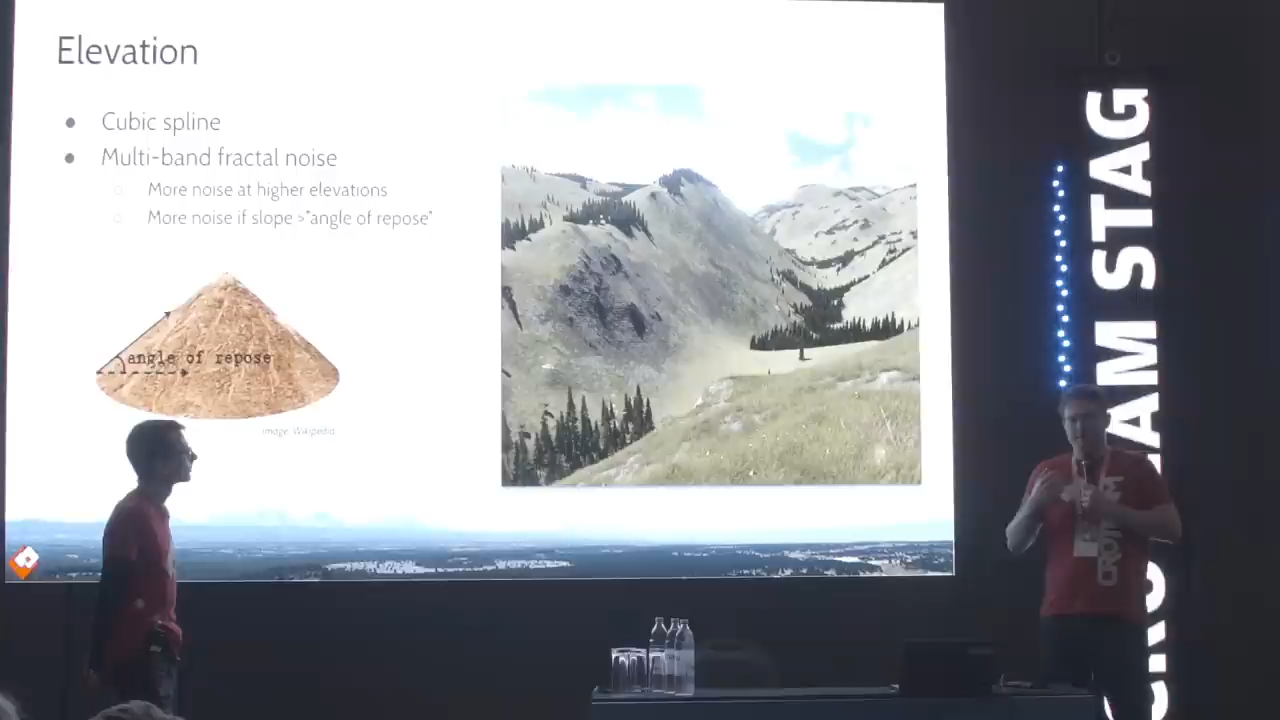 Elevation
● Cubic spline
● Multi-band fractal noise
○ More noise at higher elevations
○ More noise if slope >"angle of repose"
angle of repose
image: Wikipedia
AM STAG